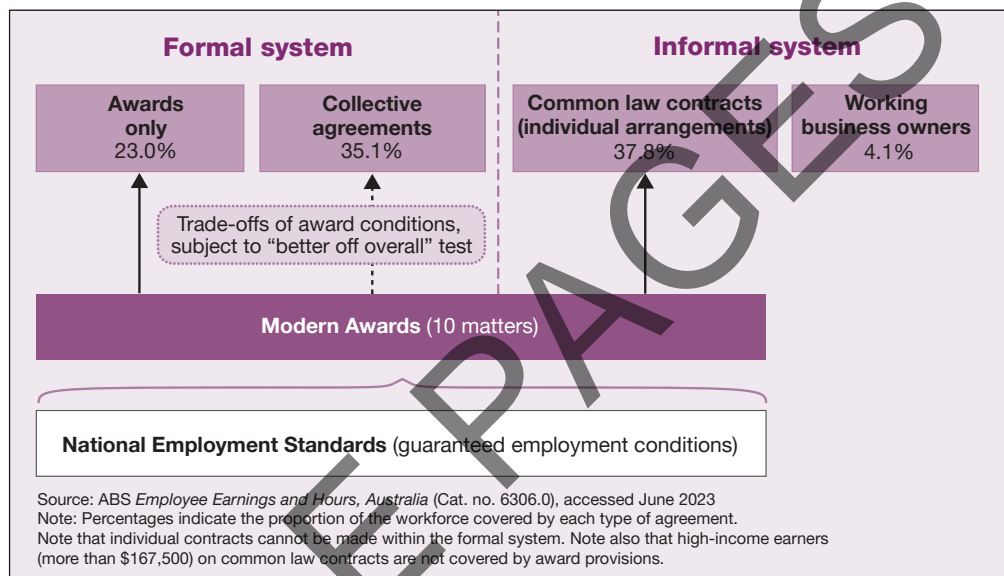 Formal system
Informal system
Awards
only
23.0%
Collective
agreements
35.1%
Common law contracts
(individual arrangements)
37.8%
Working
business owners
4.1%
Trade-offs of award conditions,
subject to “better off overall” test
Modern Awards (10 matters)
National Employment Standards (guaranteed employment conditions)
Source: ABS Employee Earnings and Hours, Australia (Cat. no. 6306.0), accessed June 2023
Note: Percentages indicate the proportion of the workforce covered by each type of agreement.
Note that individual contracts cannot be made within the formal system. Note also that high-income earners
(more than $167,500) on common law contracts are not covered by award provisions.
E PAGES